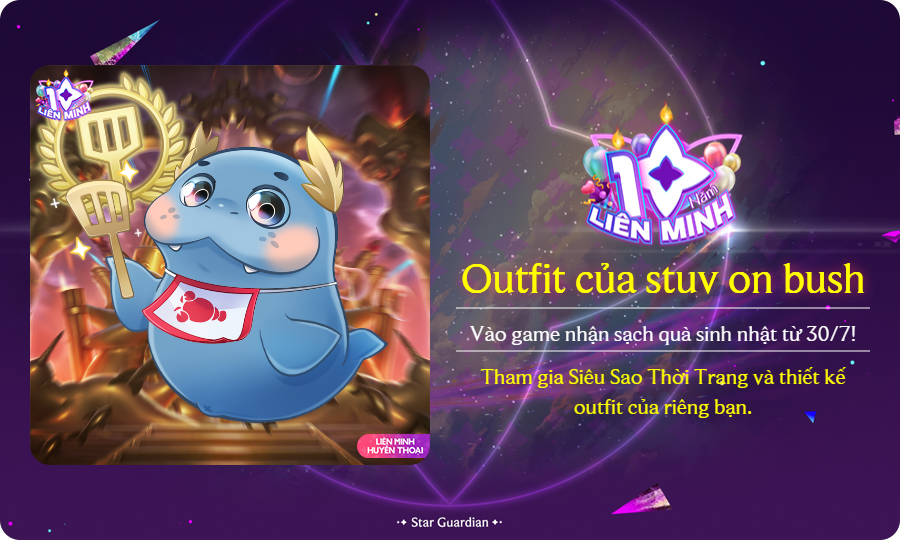 10
LIÊN MINH
10
Năm
LIÊN MINH
Outfit của stuv on bush
Vào game nhận sạch quà sinh nhật từ 30/7!
Tham gia Siêu Sao Thời Trang và thiết kế
outfit của riêng bạn.
LIÊN MINH
HUYỀN THOẠI
Star Guardian